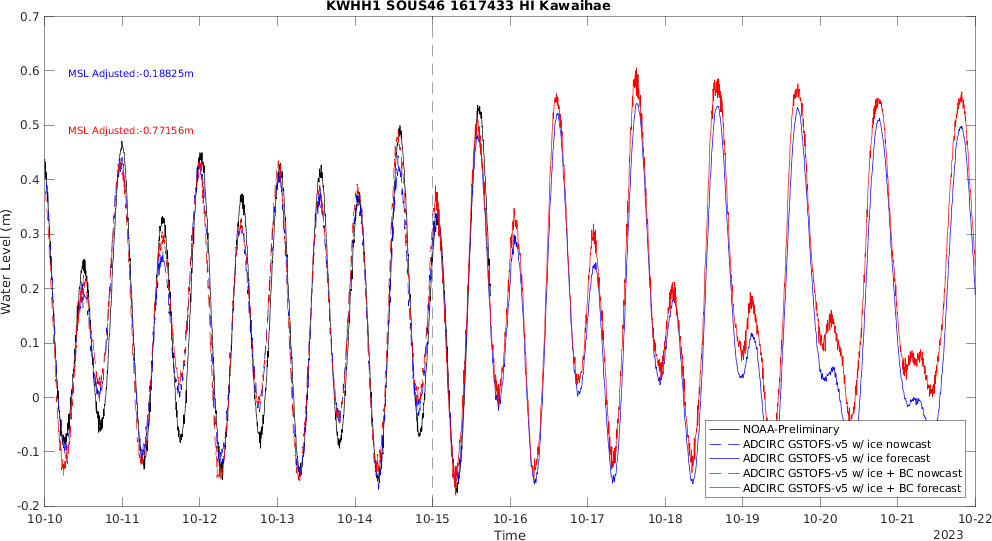 KWHH1 SOUS46 1617433 HI Kawaihae
0.7
0.6
0.5
0.4
0.3
0.2
0.1
0
-0.1
-0.2
Water Level (m)
MSL Adjusted:-0.18825m
MSL Adjusted:-0.77156m
NOAA-Preliminary
ADCIRC GSTOFS-v5 w/ ice nowcast
ADCIRC GSTOFS-v5 w/ ice forecast
ADCIRC GSTOFS-v5 w/ice + BC nowcast
ADCIRC GSTOFS-v5 w/ice + BC forecast
10-10 10-11 10-12 10-13 10-14 10-15 10-16 10-17 10-18 10-19 10-20 10-21 10-22
Time
2023